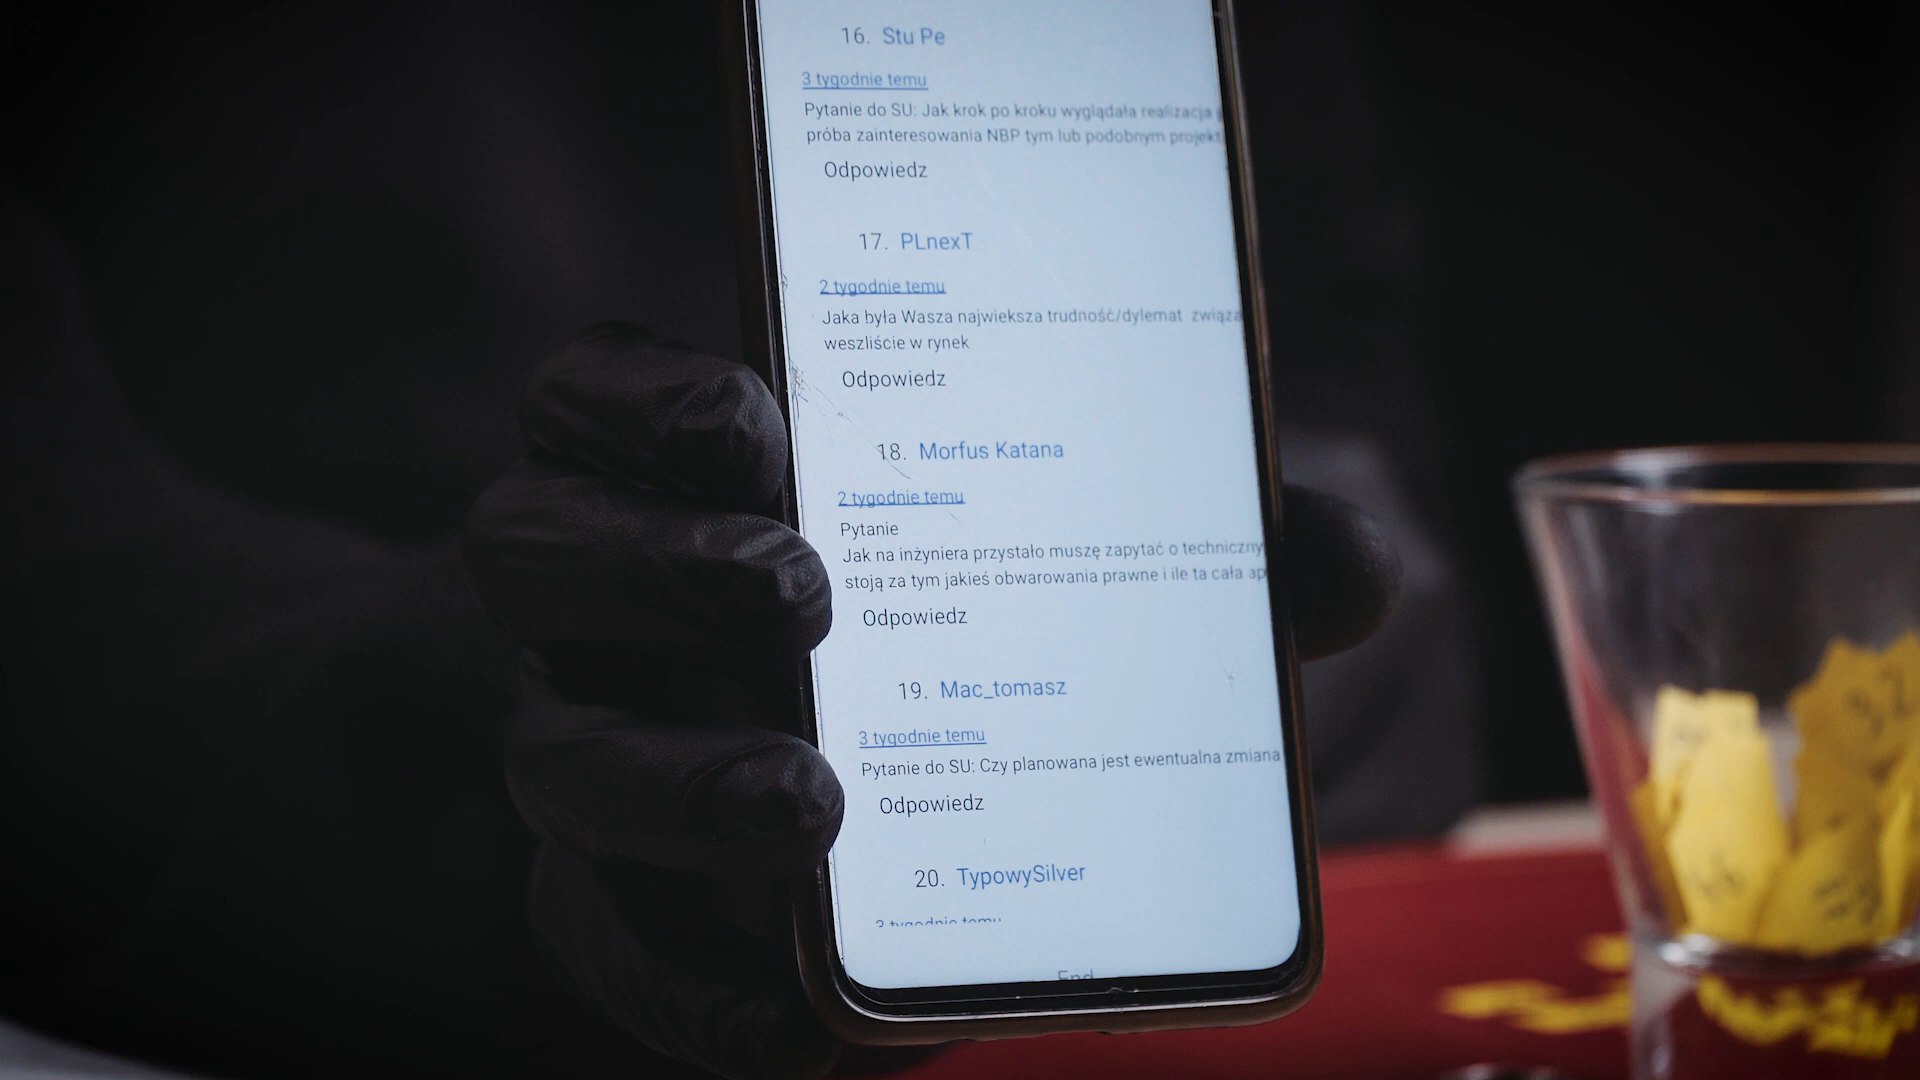 16. Stu Pe
3 tygodnie temu
Pytanie do SU: Jak krok po kroku wyglądała realizacja
próba zainteresowania NBP tym lub podobnym projekt
Odpowiedz
17. PLnexT
2 tygodnie temu
Jaka była Wasza najwieksza trudność/dylemat związa
weszliście w rynek
Odpowiedz
18. Morfus Katana
2 tygodnie temu
Pytanie
Jak na inżyniera przystało muszę zapytać o techniczny
stoją za tym jakieś obwarowania prawne i ile ta cała ap
Odpowiedz
19. Mac_tomasz
3 tygodnie temu
Pytanie do SU: Czy planowana jest ewentualna zmiana
Odpowiedz
20. TypowySilver
3 tygodnie temu
End